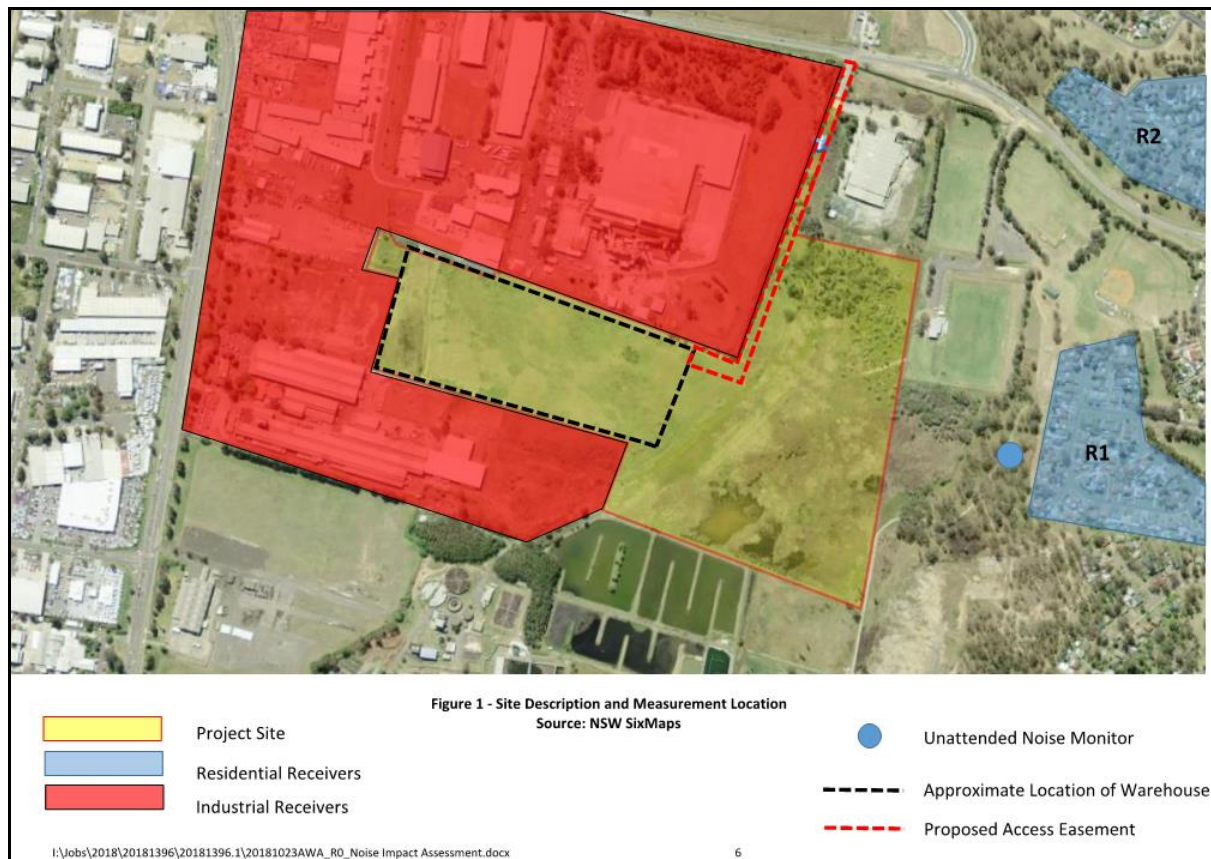 R2
R1
Figure 1 - Site Description and Measurement Location
Source: NSW SixMaps
Project Site
Residential Receivers
Industrial Receivers
Unattended Noise Monitor
Approximate Location of Warehouse
Proposed Access Easement
I:\Jobs\2018\20181396\20181396.1\20181023AWA_R0_Noise Impact Assessment.docx
6